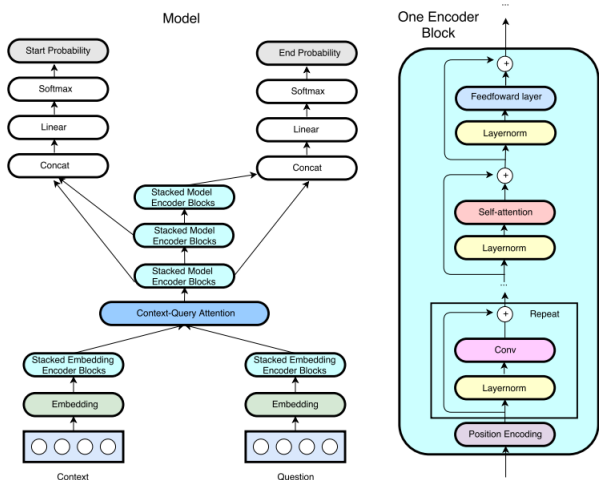 Model
Start Probability
Softmax
Linear
Concat
End Probability
Softmax
Linear
Concat
Stacked Model
Encoder Blocks
Stacked Model
Encoder Blocks
Stacked Model
Encoder Blocks
Context-Query Attention
Stacked Embedding
Encoder Blocks
Stacked Embedding
Encoder Blocks
Embedding
Embedding
Context
Question
One Encoder
Block
...
+
Feedfoward layer
Layernorm
+
Self-attention
Layernorm
...
+
Repeat
Conv
Layernorm
Position Encoding